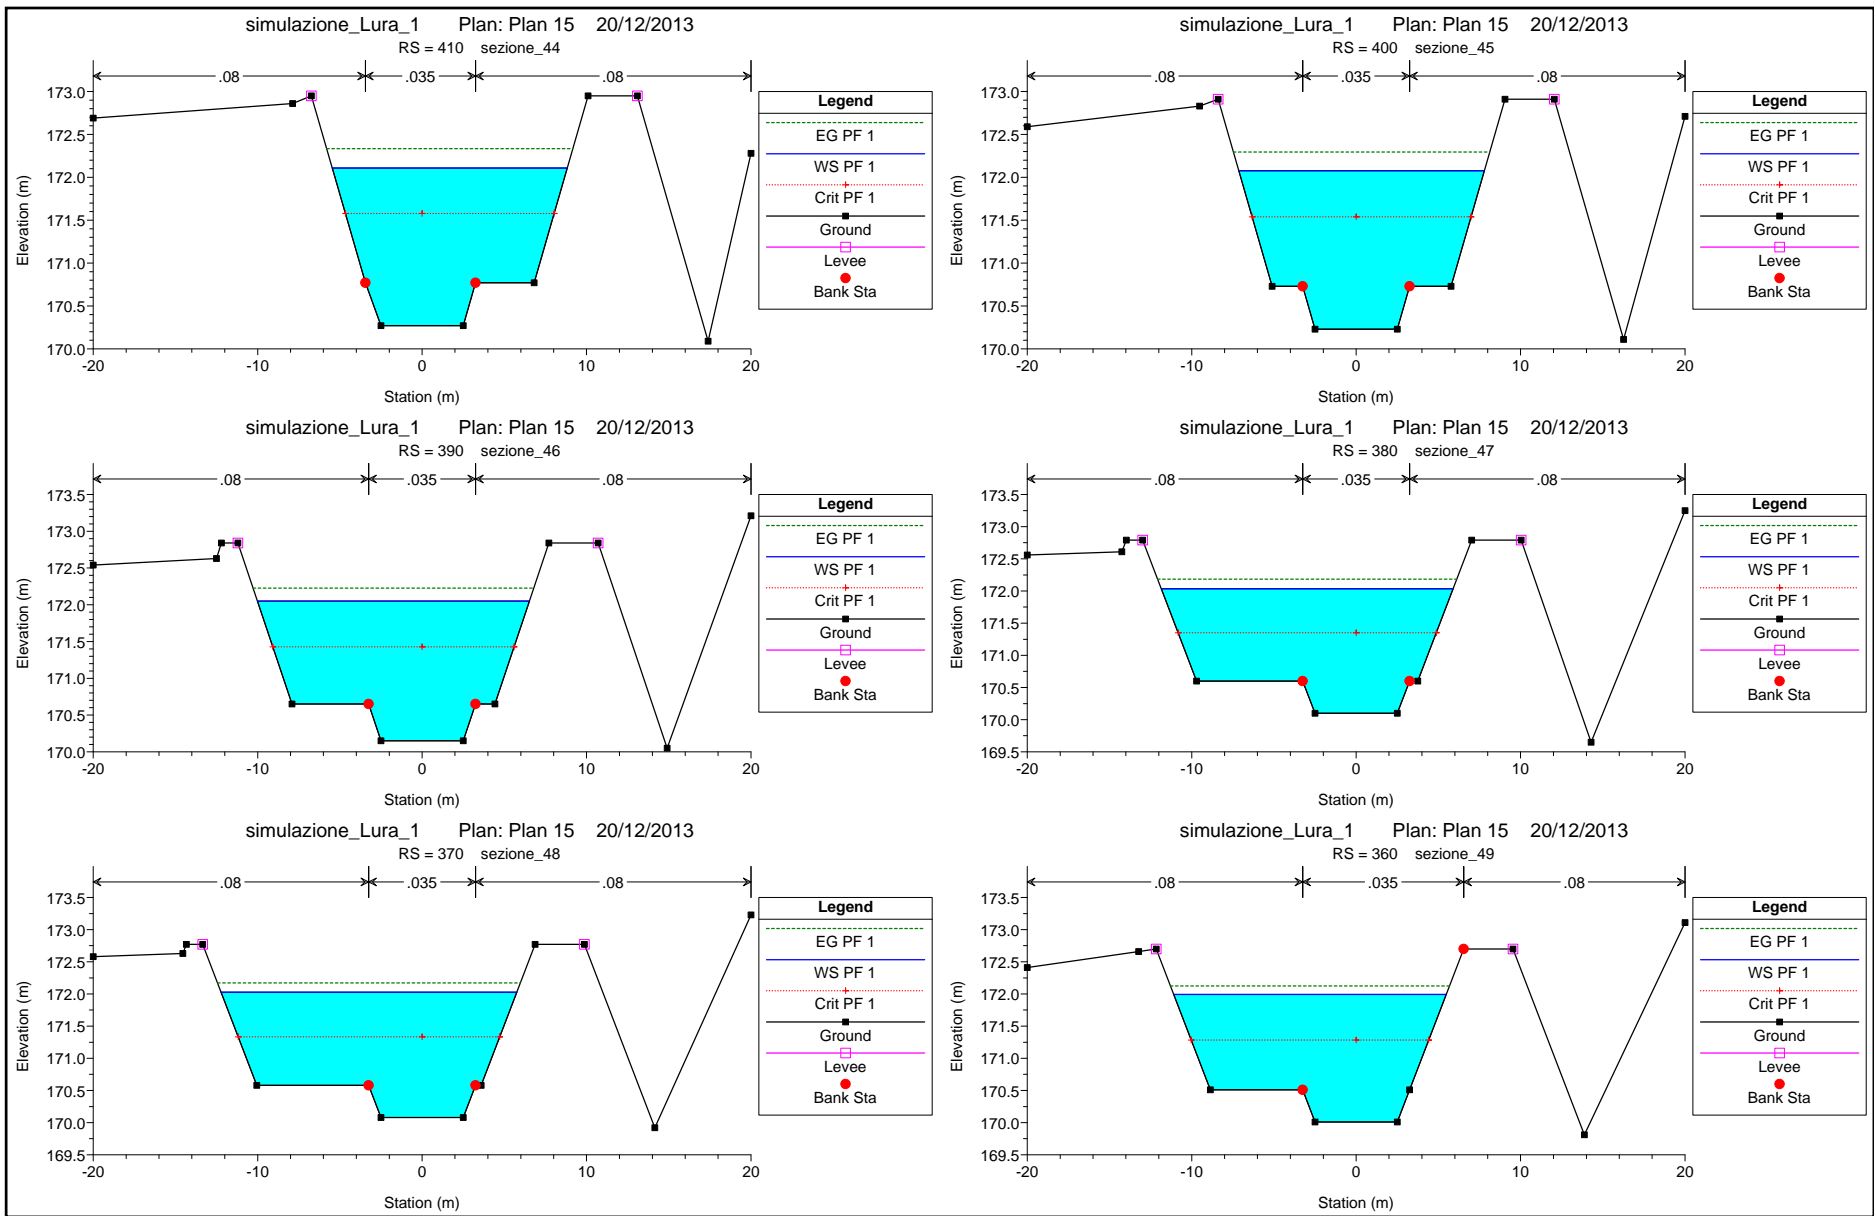 simulazione_Lura_1 Plan: Plan 15 20/12/2013
RS = 410 sezione_44
.08 .035 .08
173.0
172.5
172.0
171.5
171.0
170.5
170.0
-20 -10 0 10 20
Elevation (m)
Station (m)
Legend
EG PF 1
WS PF 1
Crit PF 1
Ground
Levee
Bank Sta
simulazione_Lura_1 Plan: Plan 15 20/12/2013
RS = 400 sezione_45
.08 .035 .08
173.0
172.5
172.0
171.5
171.0
170.5
170.0
-20 -10 0 10 20
Elevation (m)
Station (m)
Legend
EG PF 1
WS PF 1
Crit PF 1
Ground
Levee
Bank Sta
simulazione_Lura_1 Plan: Plan 15 20/12/2013
RS = 390 sezione_46
.08 .035 .08
173.5
173.0
172.5
172.0
171.5
171.0
170.5
170.0
-20 -10 0 10 20
Elevation (m)
Station (m)
Legend
EG PF 1
WS PF 1
Crit PF 1
Ground
Levee
Bank Sta
simulazione_Lura_1 Plan: Plan 15 20/12/2013
RS = 380 sezione_47
.08 .035 .08
173.5
173.0
172.5
172.0
171.5
171.0
170.5
170.0
169.5
-20 -10 0 10 20
Elevation (m)
Station (m)
Legend
EG PF 1
WS PF 1
Crit PF 1
Ground
Levee
Bank Sta
simulazione_Lura_1 Plan: Plan 15 20/12/2013
RS = 370 sezione_48
.08 .035 .08
173.5
173.0
172.5
172.0
171.5
171.0
170.5
170.0
169.5
-20 -10 0 10 20
Elevation (m)
Station (m)
Legend
EG PF 1
WS PF 1
Crit PF 1
Ground
Levee
Bank Sta
simulazione_Lura_1 Plan: Plan 15 20/12/2013
RS = 360 sezione_49
.08 .035 .08
173.5
173.0
172.5
172.0
171.5
171.0
170.5
170.0
169.5
-20 -10 0 10 20
Elevation (m)
Station (m)
Legend
EG PF 1
WS PF 1
Crit PF 1
Ground
Levee
Bank Sta